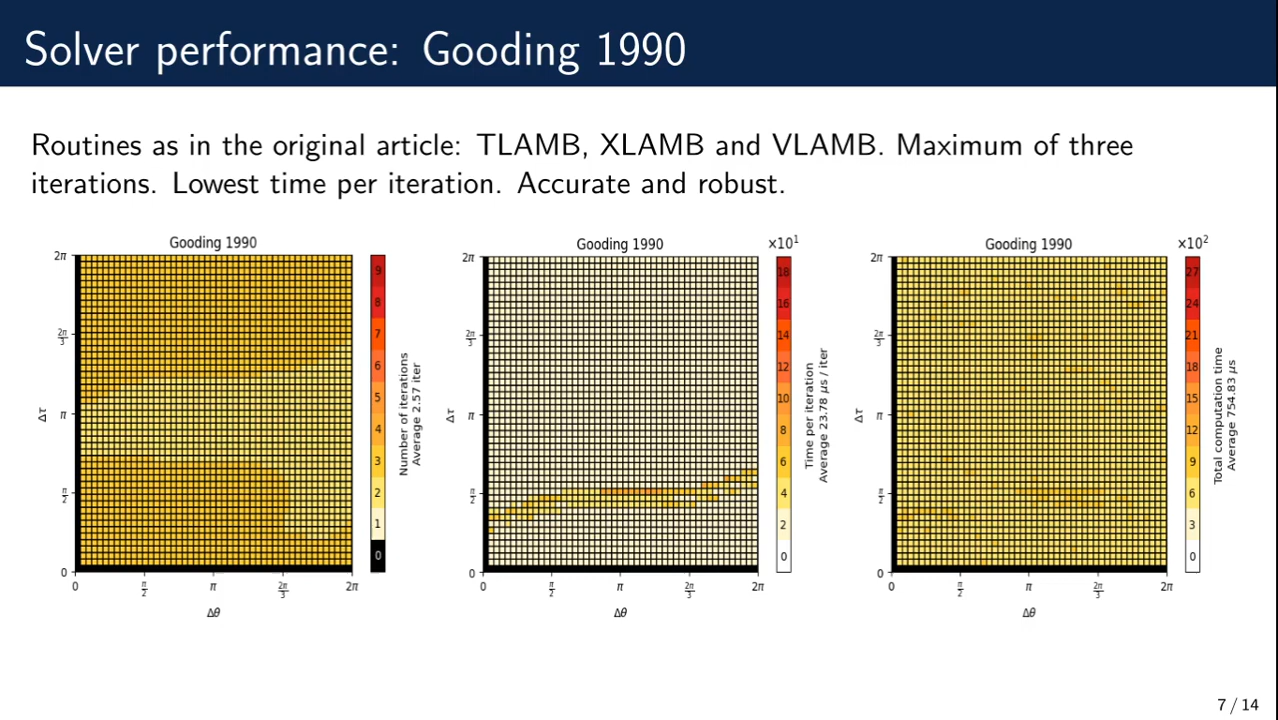 Solver performance: Gooding 1990
Routines as in the original article: TLAMB, XLAMB and VLAMB. Maximum of three
iterations. Lowest time per iteration. Accurate and robust.
Gooding 1990
2π
2π/3
π
π/2
0
Δτ
0 π/2 π 2π/3 2π
Δθ
9
8
7
6
5
4
3
2
1
0
Number of iterations
Average 2.57 iter
Gooding 1990
×10¹
2π
2π/3
π
π/2
0
Δτ
0 π/2 π 2π/3 2π
Δθ
18
16
14
12
10
8
6
4
2
0
Time per iteration
Average 23.78 μs / iter
Gooding 1990
×10²
2π
2π/3
π
π/2
0
Δτ
0 π/2 π 2π/3 2π
Δθ
27
24
21
18
15
12
9
6
3
0
Total computation time
Average 754.83 μs
7 / 14